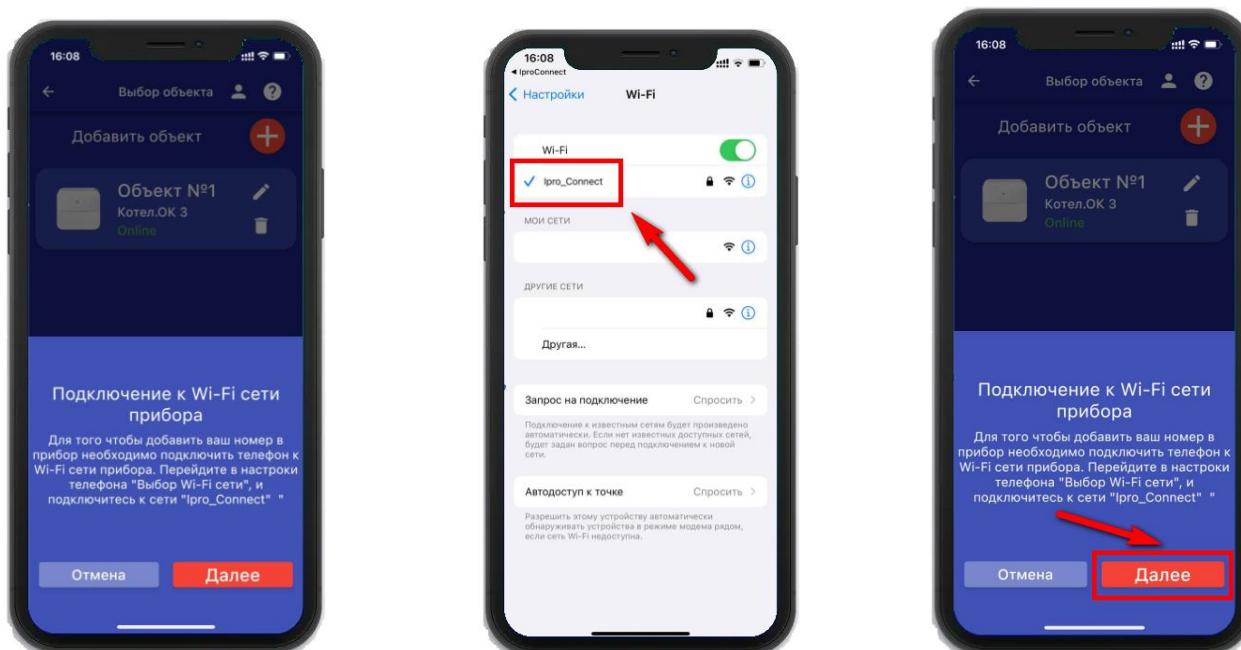 16:08
Выбор объекта
Добавить объект
Объект №1
Котел.ОК 3
Online
Подключение к Wi-Fi сети
прибора
Для того чтобы добавить ваш номер в
прибор необходимо подключить телефон к
Wi-Fi сети прибора. Перейдите в настроки
телефона "Выбор Wi-Fi сети", и
подключитесь к сети "Ipro_Connect" "
Отмена
Далее
16:08
IproConnect
Настройки
Wi-Fi
Wi-Fi
Ipro_Connect
МОИ СЕТИ
ДРУГИЕ СЕТИ
Другая...
Запрос на подключение
Спросить
Подключение к известным сетям будет произведено
автоматически. Если нет известных доступных сетей,
будет задан вопрос перед подключением к новой
сети.
Автодоступ к точке
Спросить
Разрешить этому устройству автоматически
обнаруживать устройства в режиме модема рядом,
если сеть Wi-Fi недоступна.
16:08
Выбор объекта
Добавить объект
Объект №1
Котел.ОК 3
Online
Подключение к Wi-Fi сети
прибора
Для того чтобы добавить ваш номер в
прибор необходимо подключить телефон к
Wi-Fi сети прибора. Перейдите в настроки
телефона "Выбор Wi-Fi сети", и
подключитесь к сети "Ipro_Connect" "
Отмена
Далее